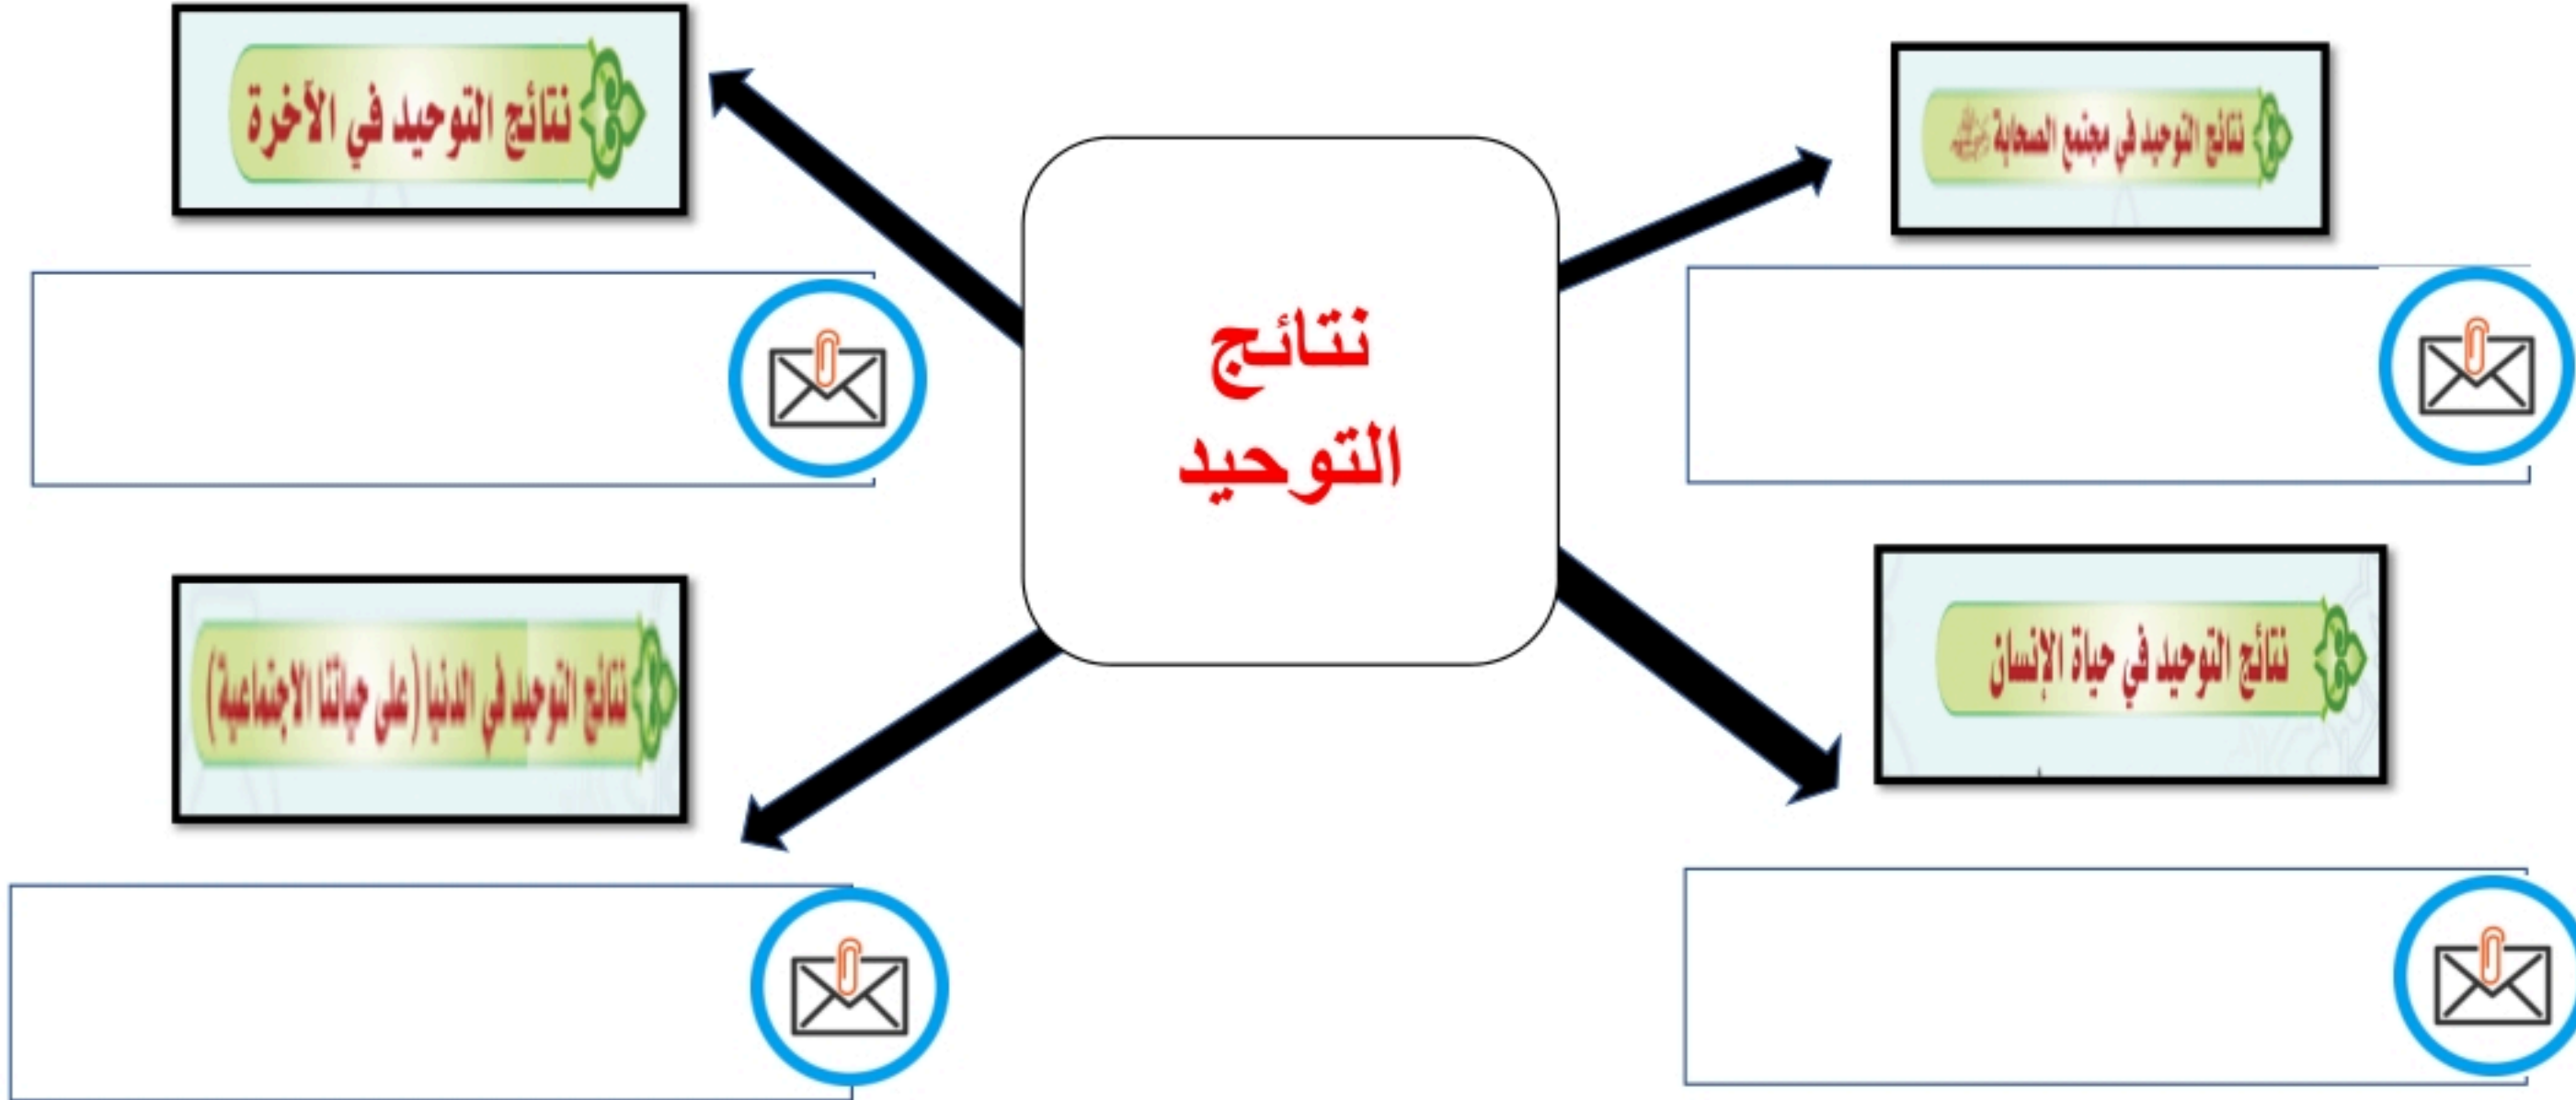 نتائج التوحيد في مجتمع الصحابة
نتائج التوحيد في الآخرة
نتائج
التوحيد
نتائج التوحيد في حياة الإنسان
نتائج التوحيد في الدنيا (على حياتنا الاجتماعية)